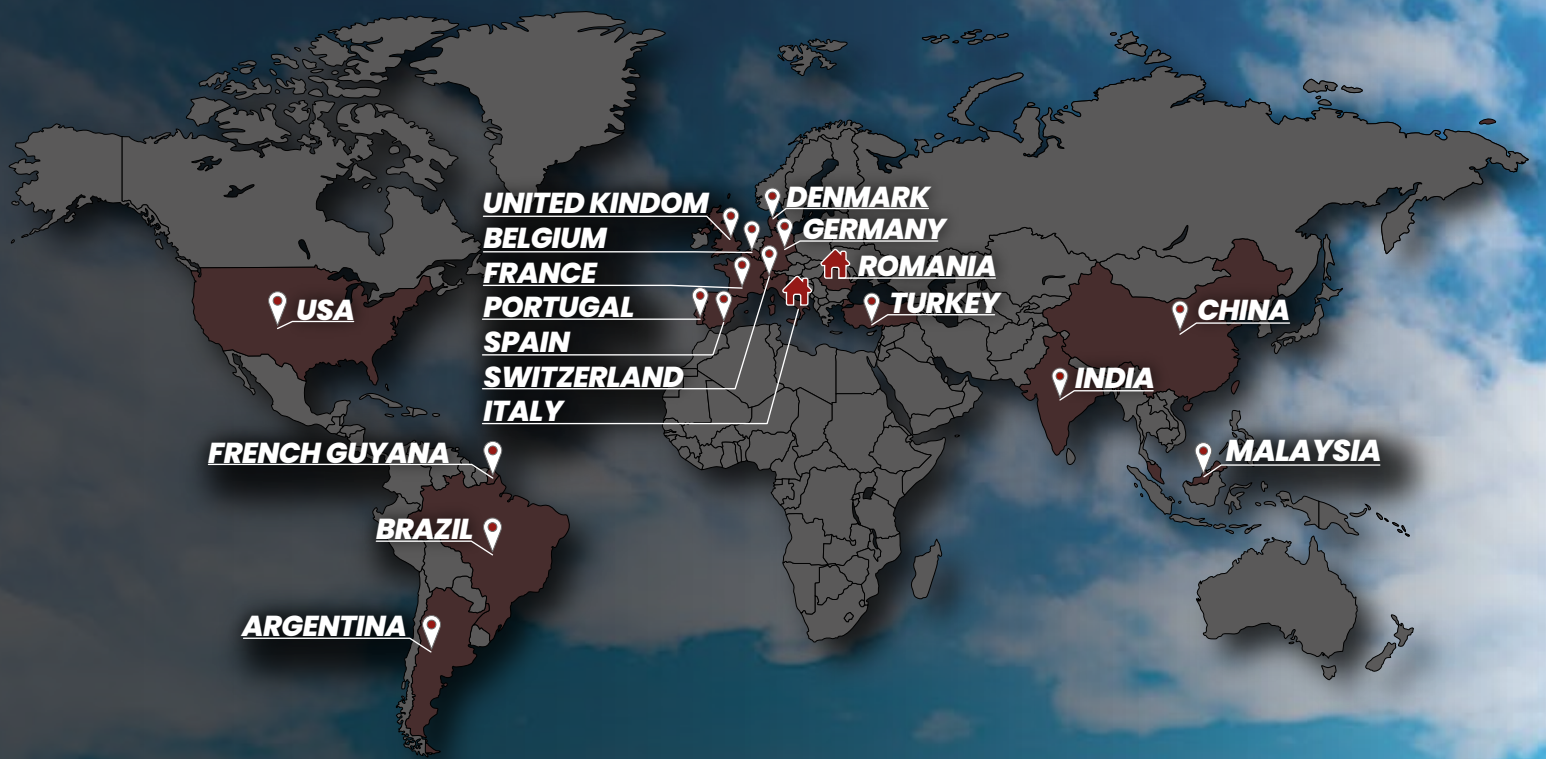 UNITED KINDOM
DENMARK
BELGIUM
GERMANY
FRANCE
ROMANIA
USA
PORTUGAL
TURKEY
CHINA
SPAIN
SWITZERLAND
INDIA
ITALY
FRENCH GUYANA
MALAYSIA
BRAZIL
ARGENTINA